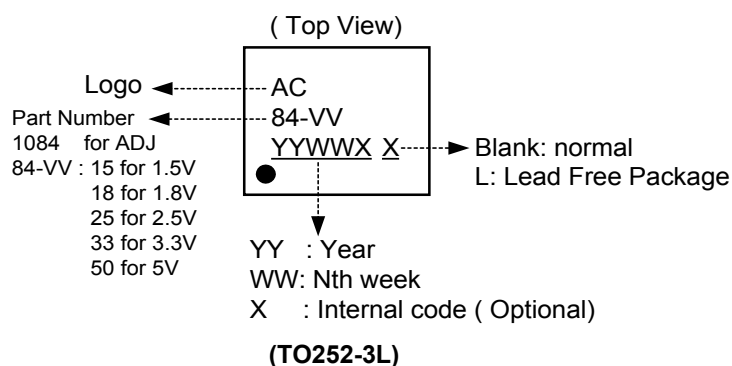 ( Top View)
Logo
AC
Part Number
84-VV
1084 for ADJ
84-VV : 15 for 1.5V
18 for 1.8V
25 for 2.5V
33 for 3.3V
50 for 5V
YYWWX X
Blank: normal
L: Lead Free Package
YY : Year
WW: Nth week
X : Internal code ( Optional)
(TO252-3L)